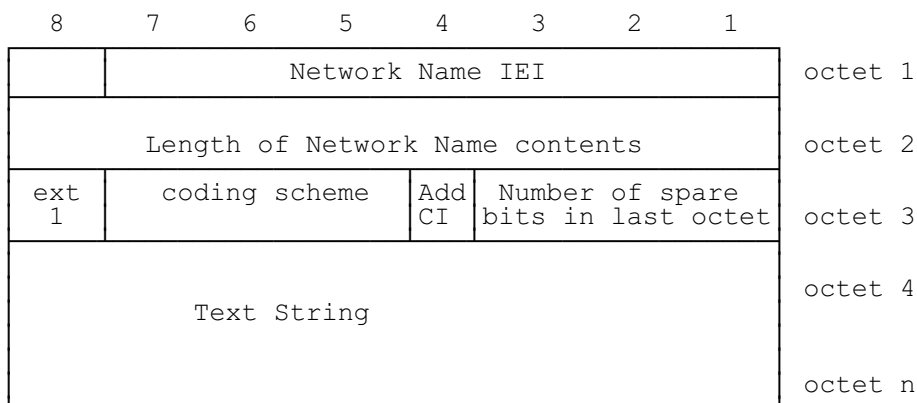 8 7 6 5 4 3 2 1
Network Name IEI octet 1
Length of Network Name contents octet 2
ext coding scheme Add Number of spare
1 CI bits in last octet octet 3
octet 4
Text String
octet n